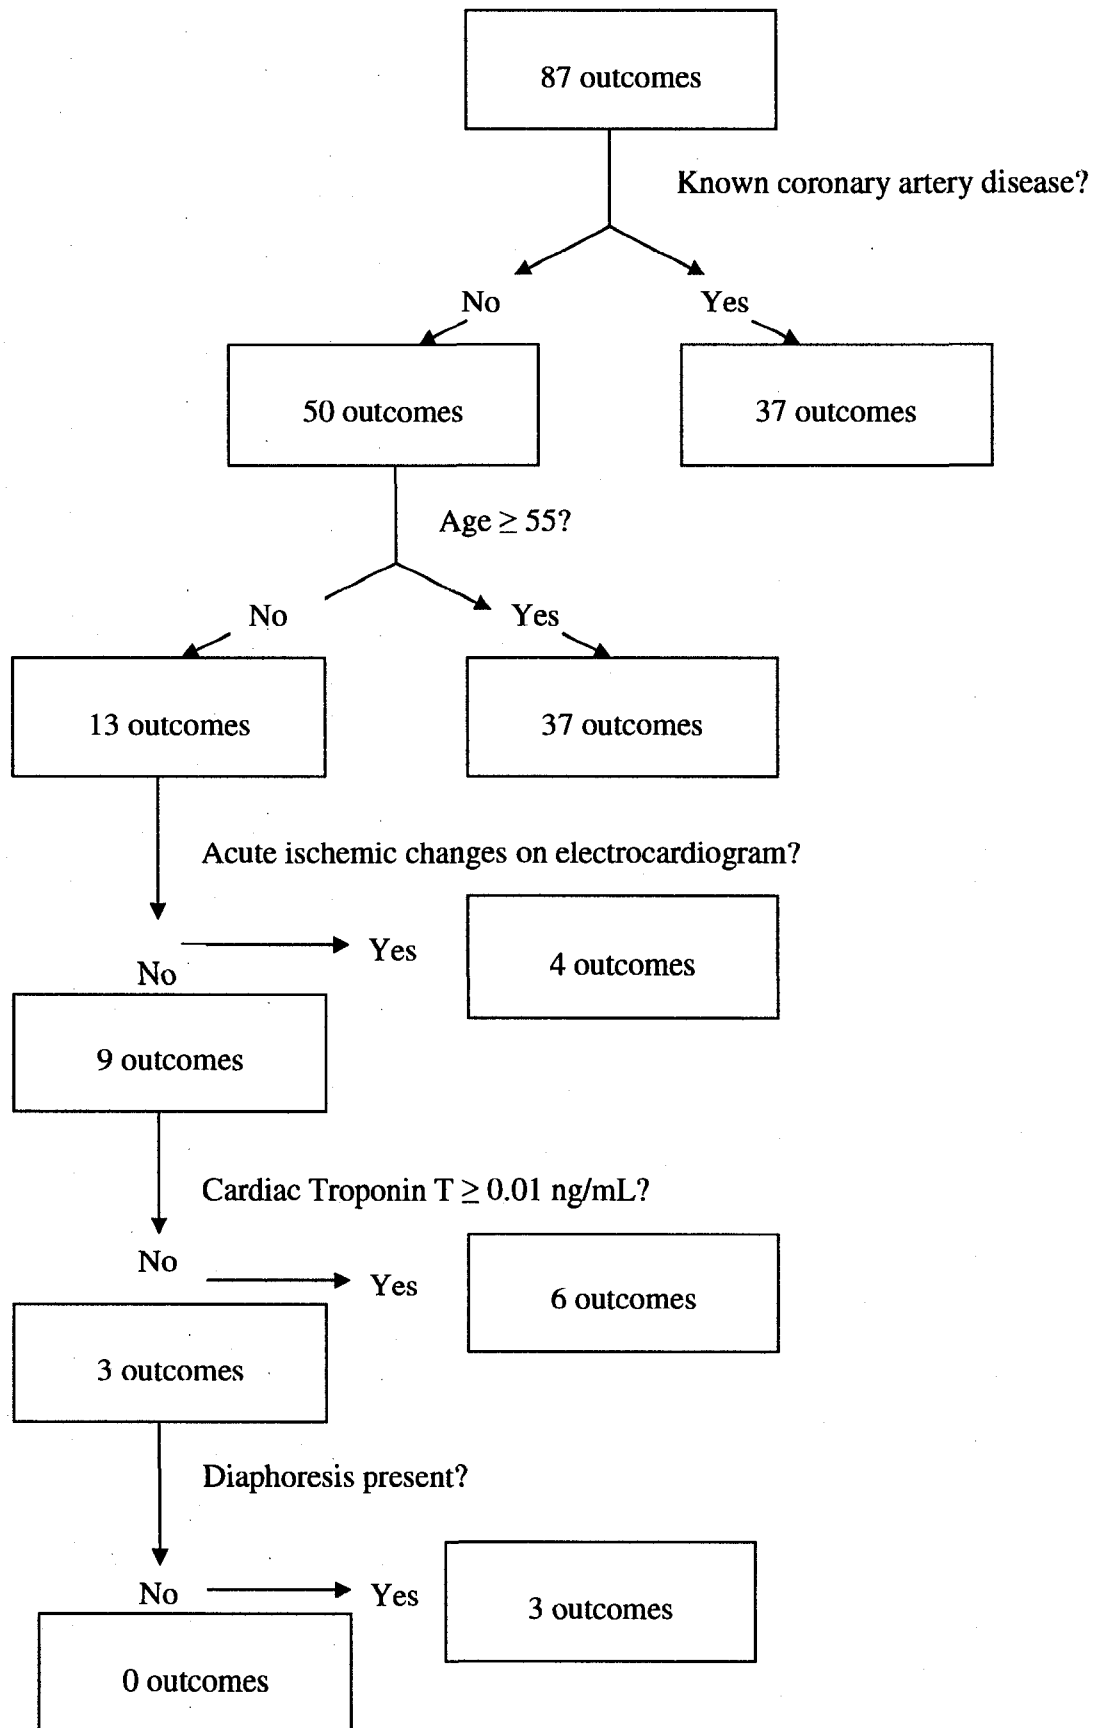 87 outcomes
Known coronary artery disease?
No
Yes
50 outcomes
37 outcomes
Age ≥ 55?
No
Yes
13 outcomes
37 outcomes
Acute ischemic changes on electrocardiogram?
Yes
4 outcomes
No
9 outcomes
Cardiac Troponin T ≥ 0.01 ng/mL?
No
Yes
6 outcomes
3 outcomes
Diaphoresis present?
No
Yes
3 outcomes
0 outcomes